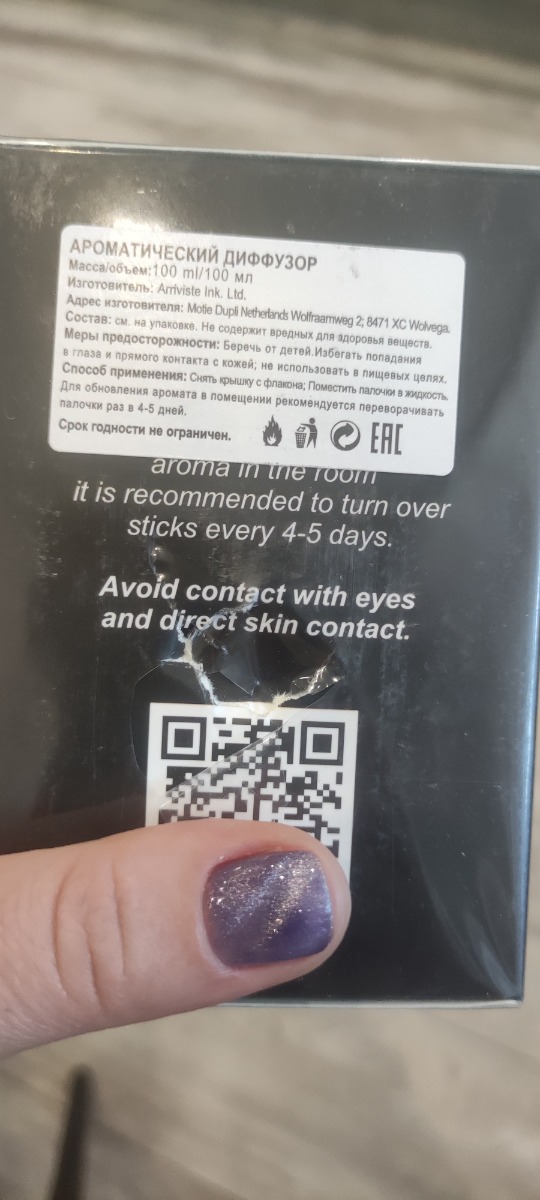 АРОМАТИЧЕСКИЙ ДИФФУЗОР
Масса/объем:100 ml/100 мл
Изготовитель: Arriviste Ink. Ltd.
Адрес изготовителя: Motie Dupli Netherlands Wolfraamweg 2; 8471 XC Wolvega.
Состав: см. на упаковке. Не содержит вредных для здоровья веществ.
Меры предосторожности: Беречь от детей.Избегать попадания
в глаза и прямого контакта с кожей; не использовать в пищевых целях.
Способ применения: Снять крышку с флакона; Поместить палочки в жидкость.
Для обновления аромата в помещении рекомендуется переворачивать
палочки раз в 4-5 дней.
Срок годности не ограничен.
EAC
aroma in the room
it is recommended to turn over
sticks every 4-5 days.
Avoid contact with eyes
and direct skin contact.